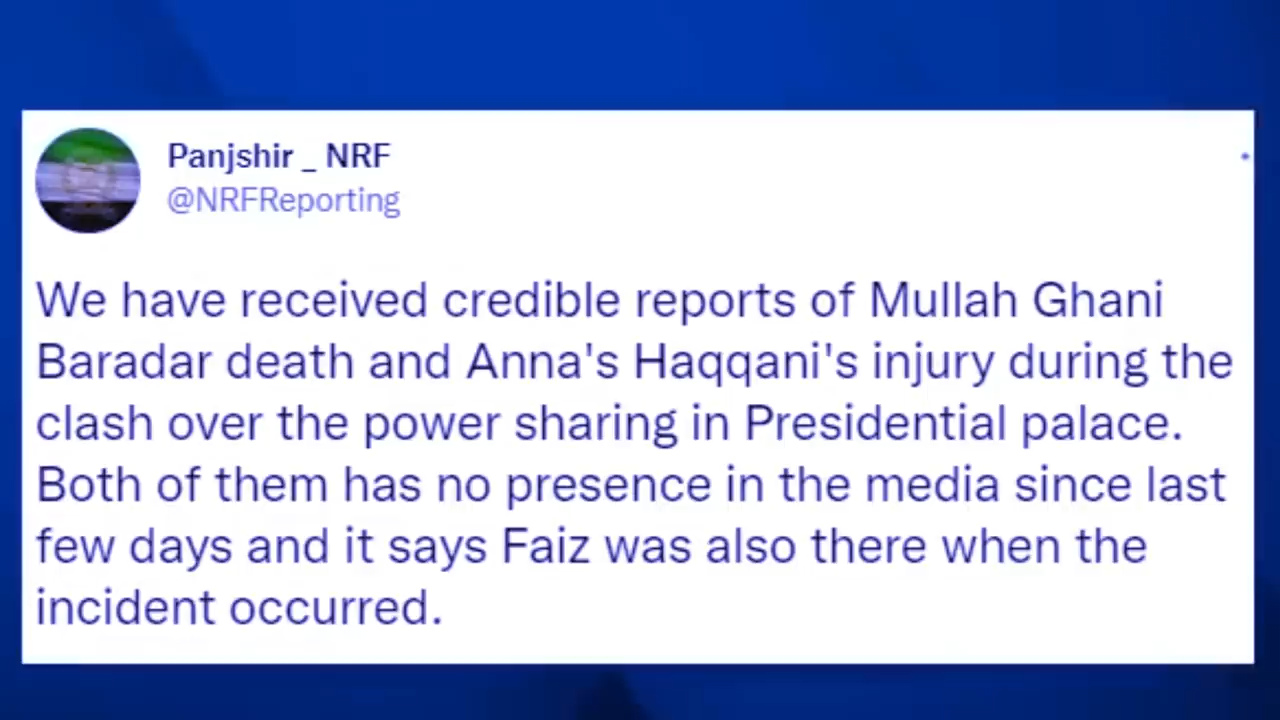 Panjshir _ NRF
@NRFReporting
We have received credible reports of Mullah Ghani
Baradar death and Anna's Haqqani's injury during the
clash over the power sharing in Presidential palace.
Both of them has no presence in the media since last
few days and it says Faiz was also there when the
incident occurred.